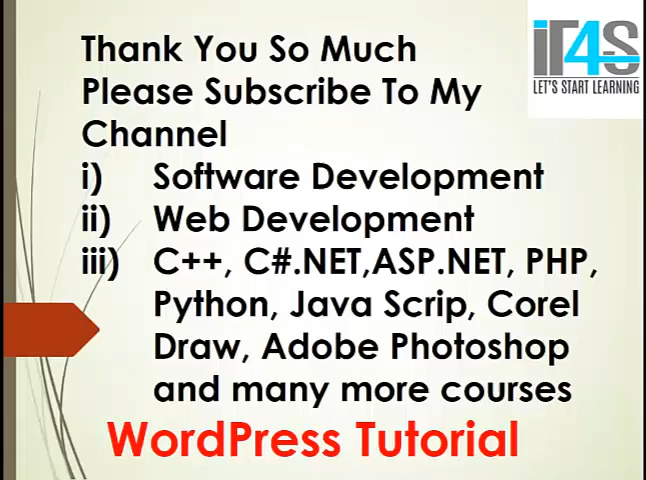 Thank You So Much
Please Subscribe To My
Channel
i) Software Development
ii) Web Development
iii) C++, C#.NET,ASP.NET, PHP,
Python, Java Scrip, Corel
Draw, Adobe Photoshop
and many more courses
WordPress Tutorial
iT4S
LET'S START LEARNING